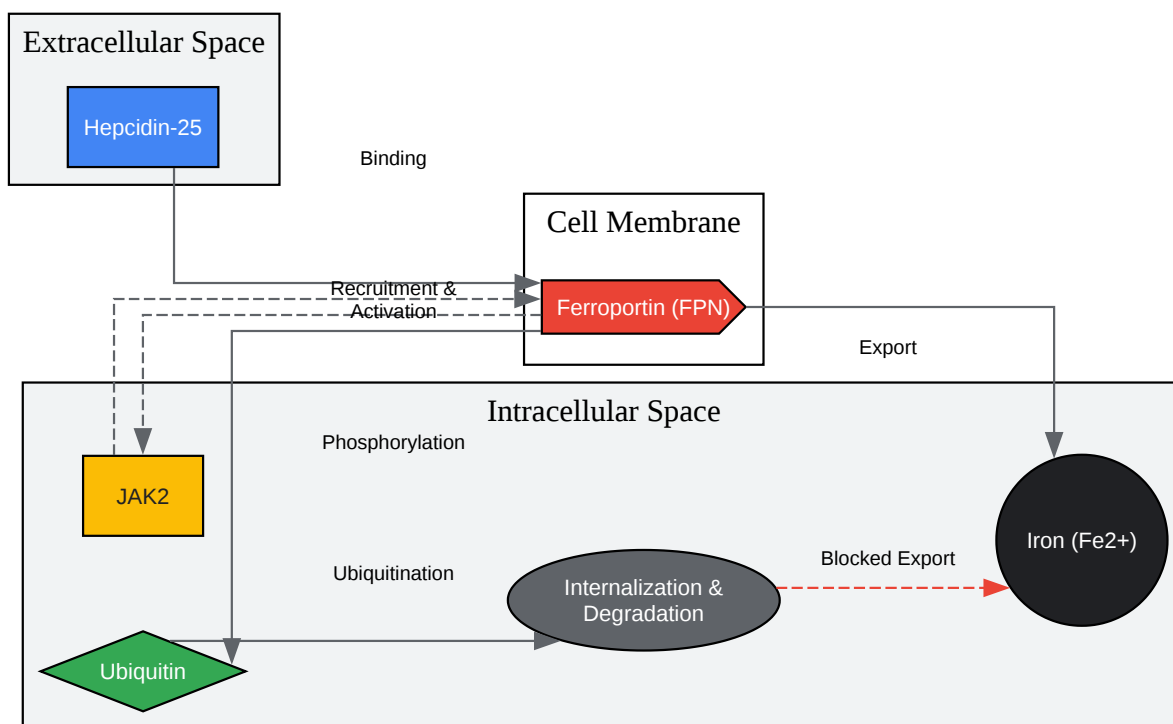 Extracellular Space
Hepcidin-25
Binding
Cell Membrane
Recruitment &
Activation
Ferroportin (FPN)
Export
Intracellular Space
Phosphorylation
JAK2
Iron (Fe2+)
Blocked Export
Ubiquitination
Internalization &
Degradation
Ubiquitin